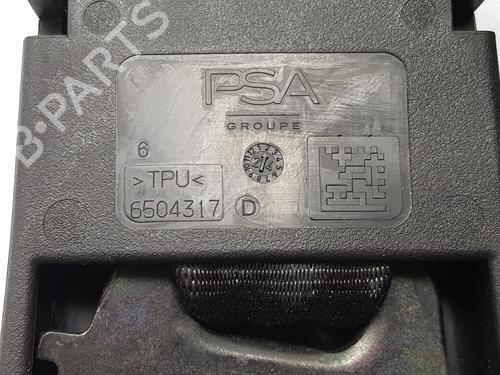 PSA
GROUPE
6
>TPU<
6504317 D
B-PARTS